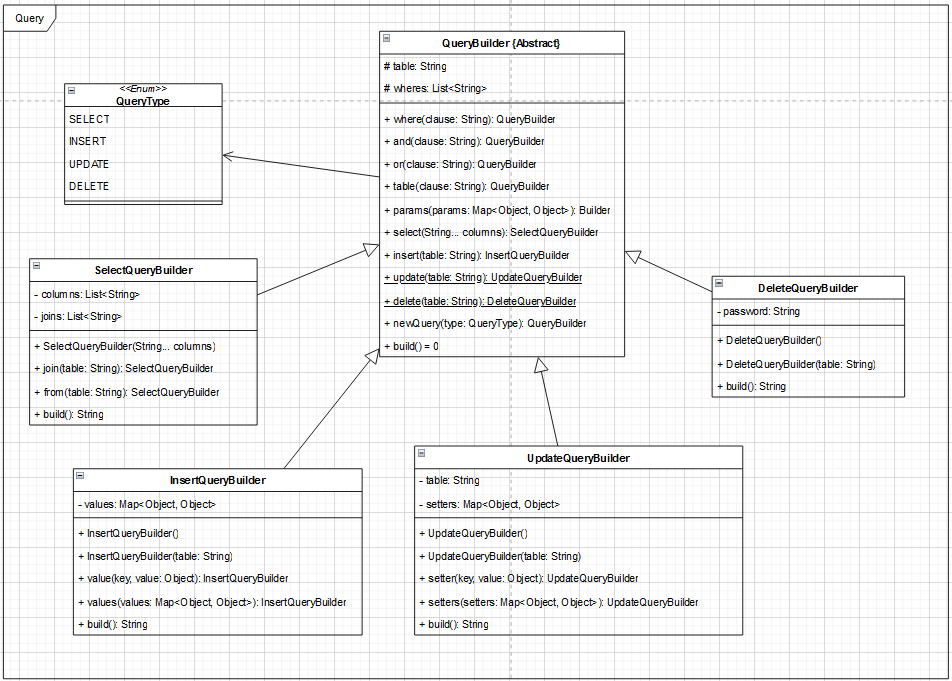 Query
QueryBuilder {Abstract}
# table: String
# wheres: List<String>
+ where(clause: String): QueryBuilder
+ and(clause: String): QueryBuilder
+ or(clause: String): QueryBuilder
+ table(clause: String): QueryBuilder
+ params(params: Map<Object, Object>): Builder
+ select(String... columns): SelectQueryBuilder
+ insert(table: String): InsertQueryBuilder
+ update(table: String): UpdateQueryBuilder
+ delete(table: String): DeleteQueryBuilder
+ newQuery(type: QueryType): QueryBuilder
+ build() = 0
<<Enum>>
QueryType
SELECT
INSERT
UPDATE
DELETE
SelectQueryBuilder
- columns: List<String>
- joins: List<String>
+ SelectQueryBuilder(String... columns)
+ join(table: String): SelectQueryBuilder
+ from(table: String): SelectQueryBuilder
+ build(): String
DeleteQueryBuilder
- password: String
+ DeleteQueryBuilder()
+ DeleteQueryBuilder(table: String)
+ build(): String
InsertQueryBuilder
- values: Map<Object, Object>
+ InsertQueryBuilder()
+ InsertQueryBuilder(table: String)
+ value(key, value: Object): InsertQueryBuilder
+ values(values: Map<Object, Object>): InsertQueryBuilder
+ build(): String
UpdateQueryBuilder
- table: String
- setters: Map<Object, Object>
+ UpdateQueryBuilder()
+ UpdateQueryBuilder(table: String)
+ setter(key, value: Object): UpdateQueryBuilder
+ setters(setters: Map<Object, Object>): UpdateQueryBuilder
+ build(): String